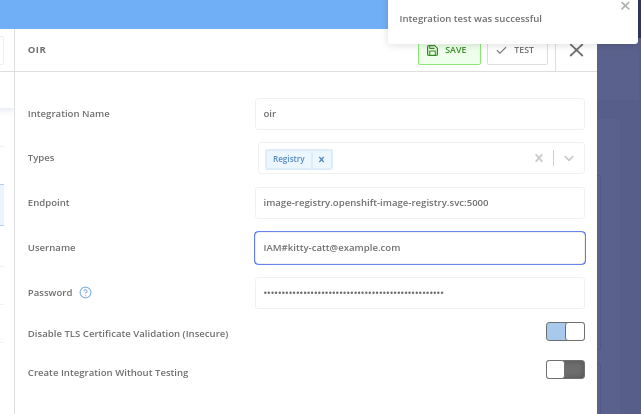 Integration test was successful
OIR
SAVE
TEST
Integration Name
oir
Types
Registry
Endpoint
image-registry.openshift-image-registry.svc:5000
Username
IAM#kitty-catt@example.com
Password
Disable TLS Certificate Validation (Insecure)
Create Integration Without Testing